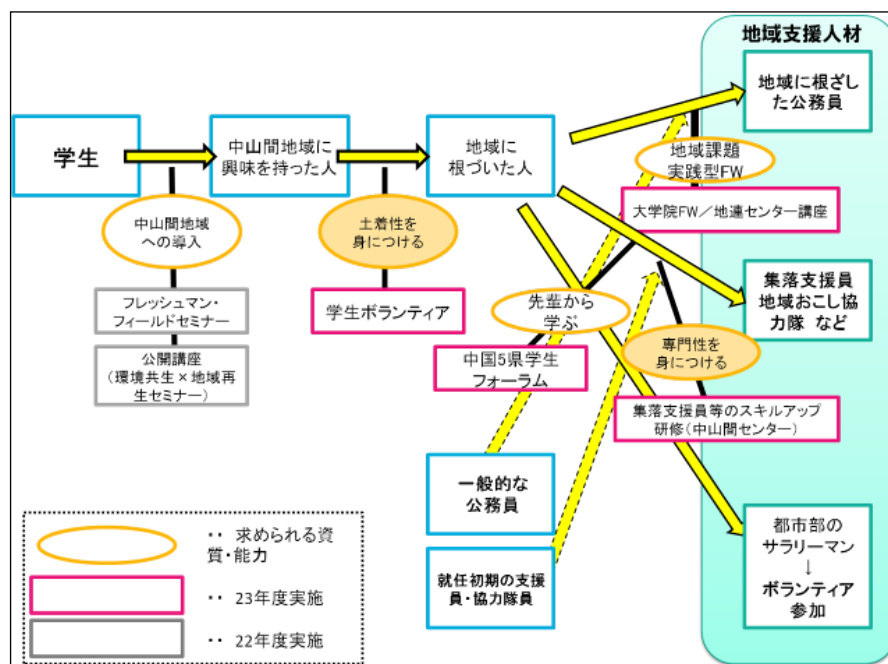 地域支援人材
地域に根ざし
た公務員
学生
中山間地域に
興味を持った人
地域に
根づいた人
地域課題
実践型FW
大学院FW／地連センター講座
中山間地域
への導入
土着性を
身につける
フレッシュマン・
フィールドセミナー
学生ボランティア
先輩から
学ぶ
集落支援員
地域おこし協
力隊 など
公開講座
（環境共生×地域再
生セミナー）
中国5県学生
フォーラム
専門性を
身につける
集落支援員等のスキルアップ
研修（中山間センター）
一般的な
公務員
就任初期の支援
員・協力隊員
都市部の
サラリーマン
↓
ボランティア
参加
・・ 求められる資
質・能力
・・ 23年度実施
・・ 22年度実施